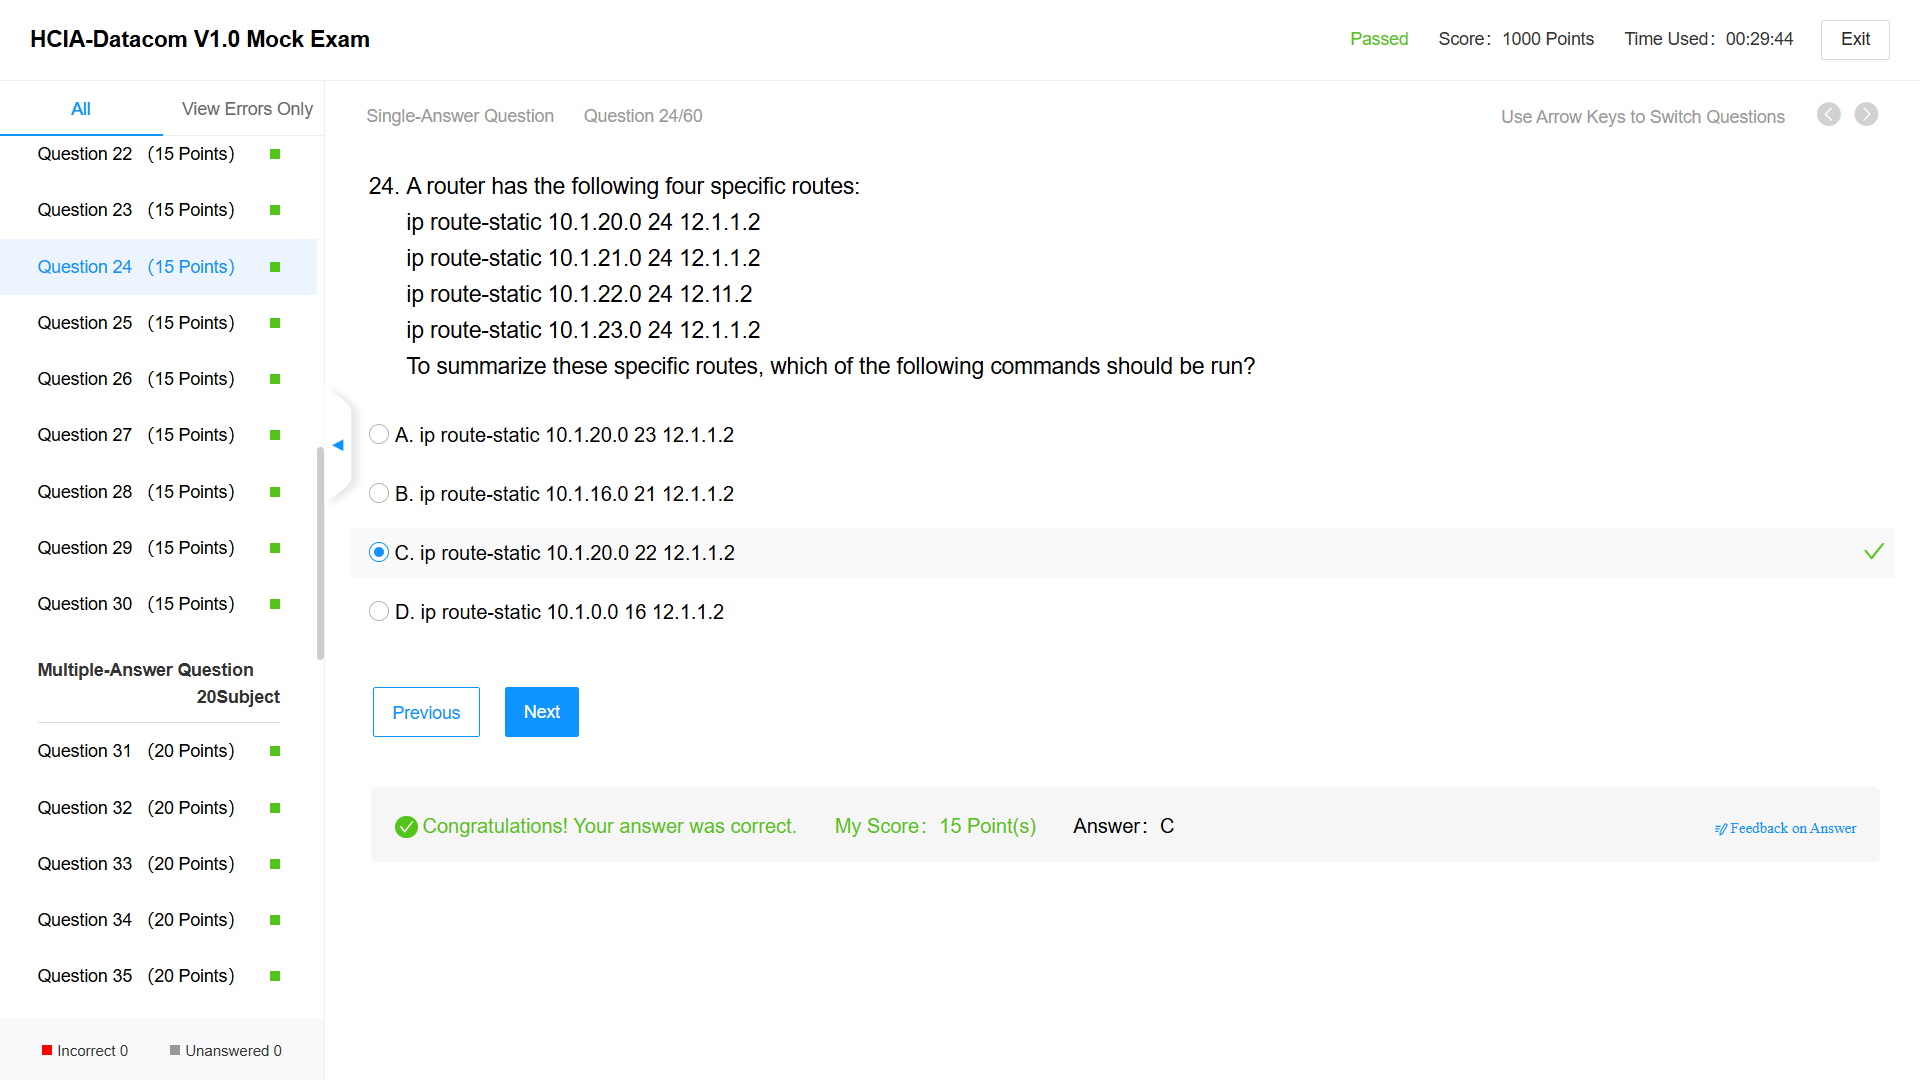 HCIA-Datacom V1.0 Mock Exam
Passed Score: 1000 Points Time Used: 00:29:44 Exit
All View Errors Only
Question 22 (15 Points)
Question 23 (15 Points)
Question 24 (15 Points)
Question 25 (15 Points)
Question 26 (15 Points)
Question 27 (15 Points)
Question 28 (15 Points)
Question 29 (15 Points)
Question 30 (15 Points)
Multiple-Answer Question
20Subject
Question 31 (20 Points)
Question 32 (20 Points)
Question 33 (20 Points)
Question 34 (20 Points)
Question 35 (20 Points)
Incorrect 0 Unanswered 0
Single-Answer Question Question 24/60 Use Arrow Keys to Switch Questions
24. A router has the following four specific routes:
ip route-static 10.1.20.0 24 12.1.1.2
ip route-static 10.1.21.0 24 12.1.1.2
ip route-static 10.1.22.0 24 12.11.2
ip route-static 10.1.23.0 24 12.1.1.2
To summarize these specific routes, which of the following commands should be run?
A. ip route-static 10.1.20.0 23 12.1.1.2
B. ip route-static 10.1.16.0 21 12.1.1.2
C. ip route-static 10.1.20.0 22 12.1.1.2
D. ip route-static 10.1.0.0 16 12.1.1.2
Previous Next
Congratulations! Your answer was correct. My Score: 15 Point(s) Answer: C Feedback on Answer